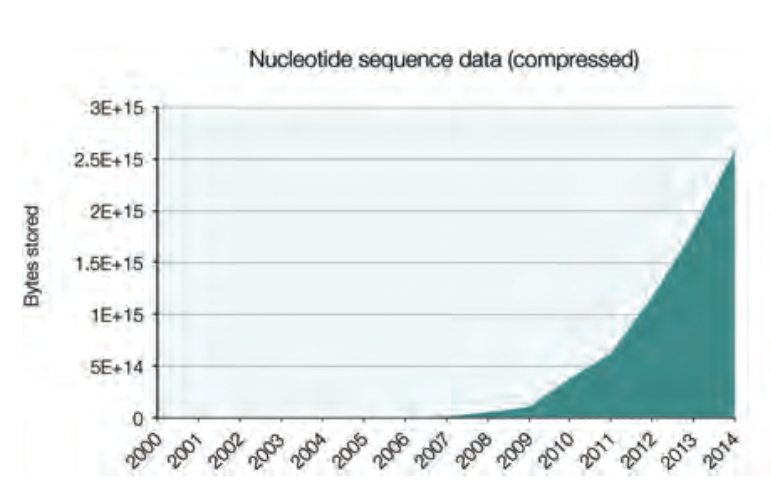 Nucleotide sequence data (compressed)
3E+15
2.5E+15
2E+15
1.5E+15
1E+15
5E+14
0
Bytes stored
2000 2001 2002 2003 2004 2005 2006 2007 2008 2009 2010 2011 2012 2013 2014